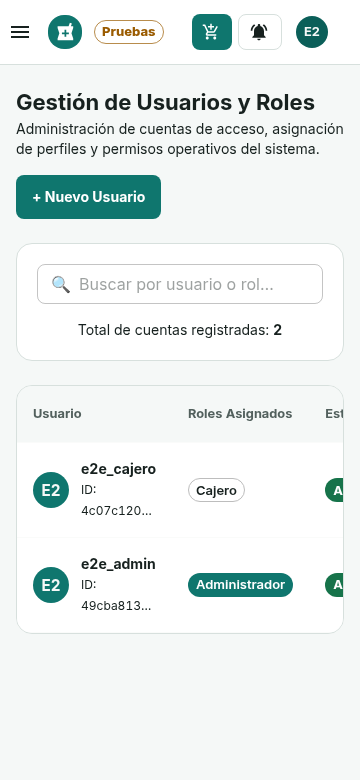 Pruebas
E2
Gestión de Usuarios y Roles
Administración de cuentas de acceso, asignación
de perfiles y permisos operativos del sistema.
+ Nuevo Usuario
Buscar por usuario o rol...
Total de cuentas registradas: 2
Usuario Roles Asignados Est
E2 e2e_cajero
ID:
4c07c120...
Cajero A
E2 e2e_admin
ID:
49cba813...
Administrador A